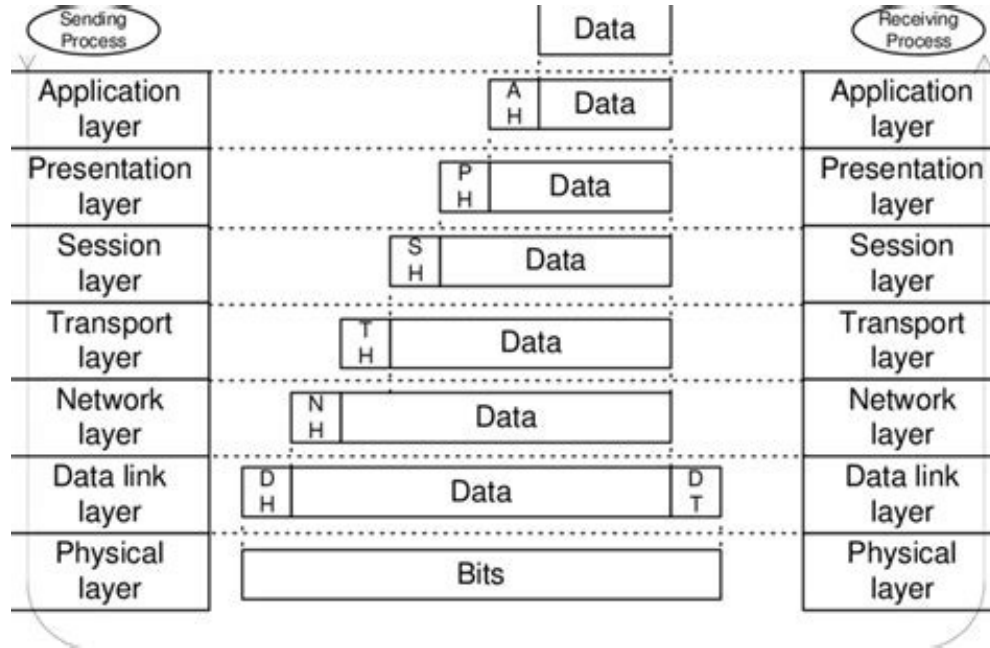 Sending
Process
Data
Receiving
Process
Application
layer
A
H
Data
Application
layer
Presentation
layer
P
H
Data
Presentation
layer
Session
layer
S
H
Data
Session
layer
Transport
layer
T
H
Data
Transport
layer
Network
layer
N
H
Data
Network
layer
Data link
layer
D
H
Data
D
T
Data link
layer
Physical
layer
Bits
Physical
layer